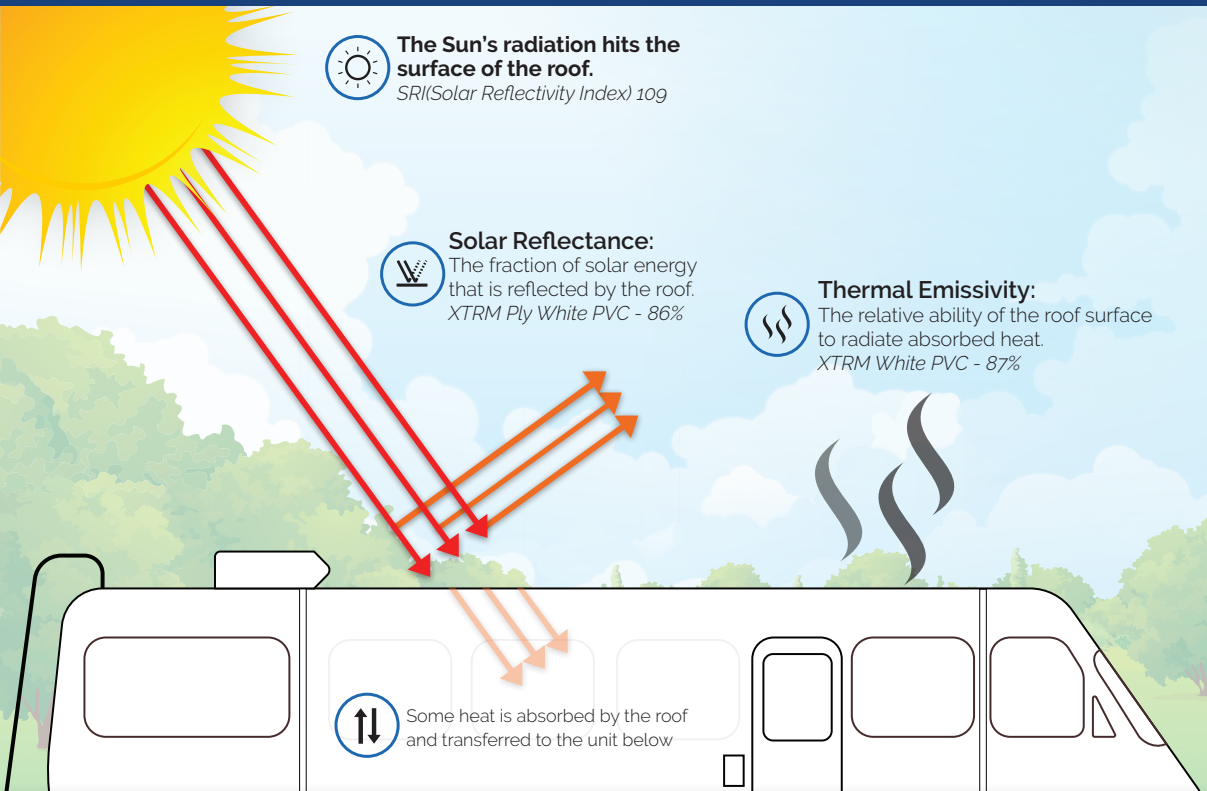 The Sun's radiation hits the
surface of the roof.
SRI(Solar Reflectivity Index) 109
Solar Reflectance:
The fraction of solar energy
that is reflected by the roof.
XTRM Ply White PVC - 86%
Thermal Emissivity:
The relative ability of the roof surface
to radiate absorbed heat.
XTRM White PVC - 87%
Some heat is absorbed by the roof
and transferred to the unit below